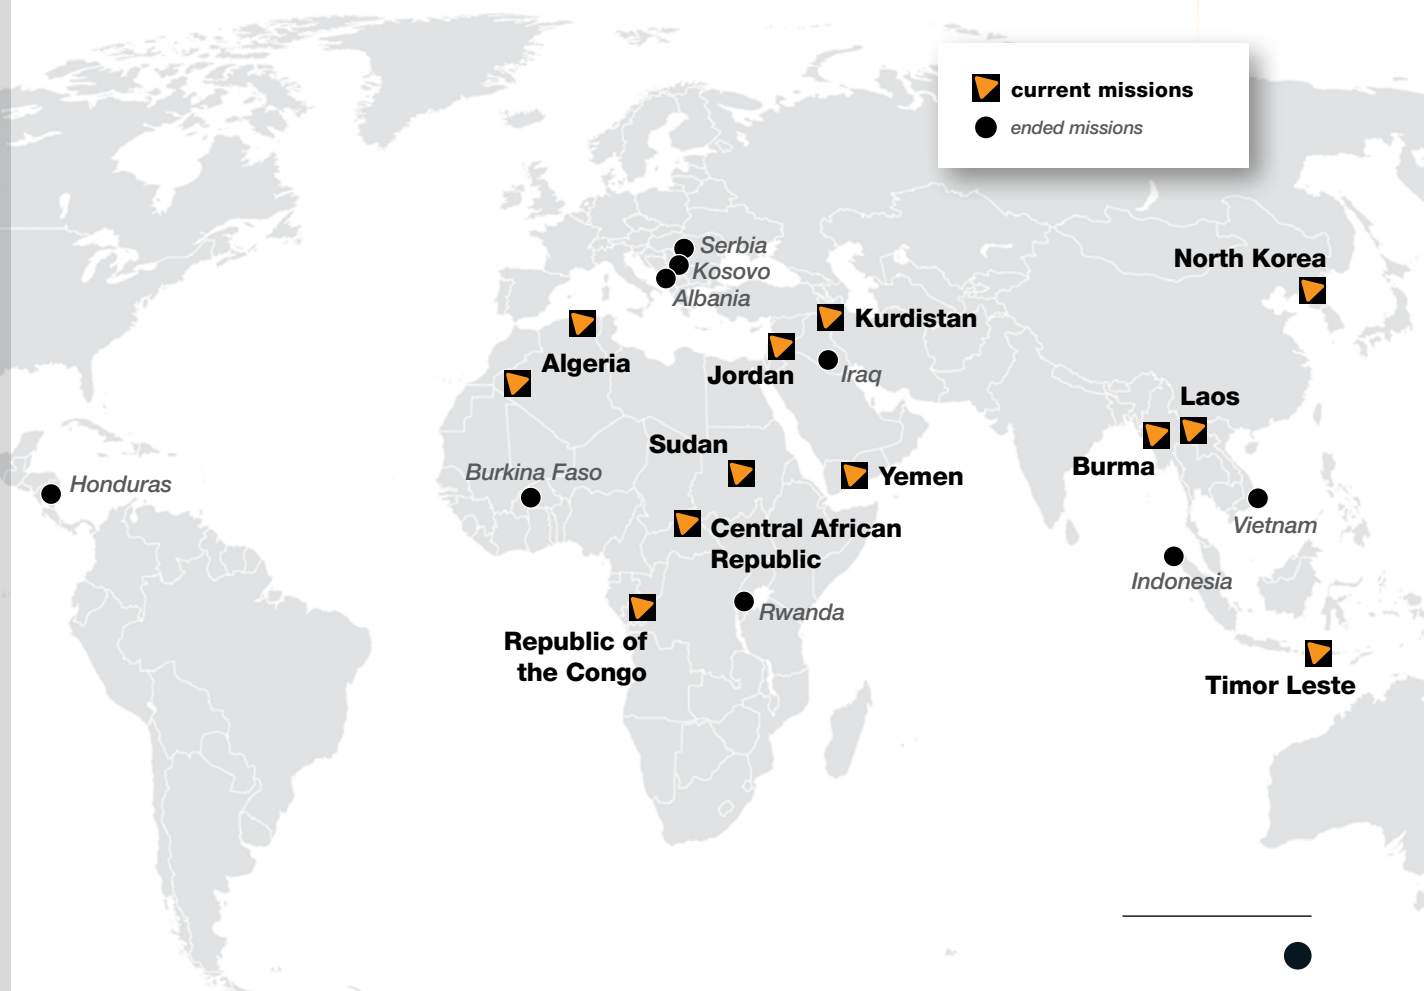 current missions
ended missions
Serbia
Kosovo
Albania
North Korea
Kurdistan
Algeria
Jordan
Iraq
Laos
Sudan
Burma
Burkina Faso
Yemen
Honduras
Central African
Republic
Vietnam
Indonesia
Rwanda
Republic of
the Congo
Timor Leste